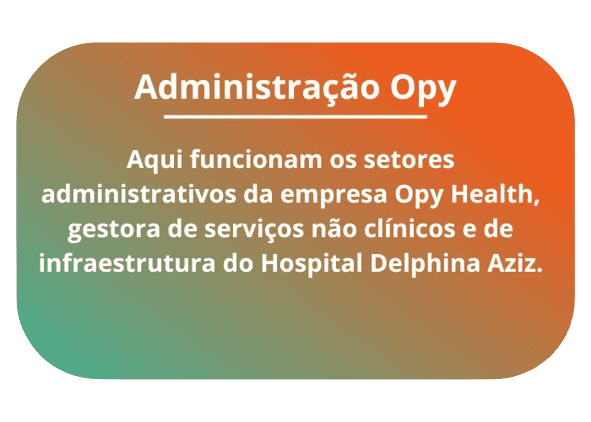 Administração Opy
Aqui funcionam os setores
administrativos da empresa Opy Health,
gestora de serviços não clínicos e de
infraestrutura do Hospital Delphina Aziz.